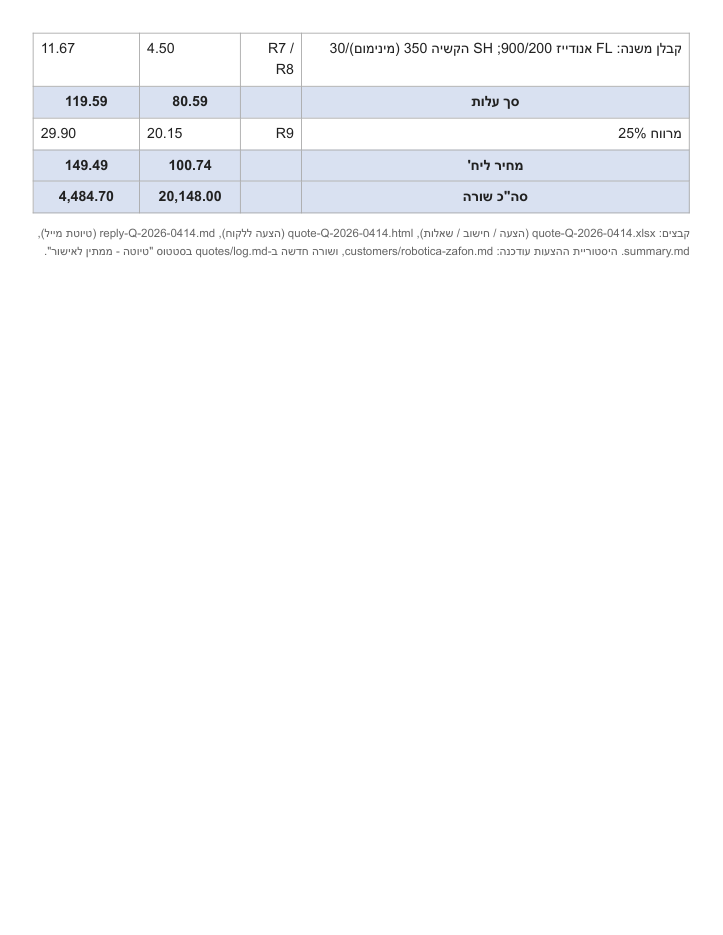 קבלן משנה: FL אנודייז 900/200; SH הקשיה 350 (מינימום)/30 R7 / 4.50 11.67
R8
סך עלות 80.59 119.59
מרווח 25% R9 20.15 29.90
מחיר ליח' 100.74 149.49
סה"כ שורה 20,148.00 4,484.70
קבצים: quote-Q-2026-0414.xlsx (הצעה / חישוב / שאלות), quote-Q-2026-0414.html (הצעה ללקוח), reply-Q-2026-0414.md (טיוטת מייל),
summary.md. היסטוריית ההצעות עודכנה: customers/robotica-zafon.md, ושורה חדשה ב-quotes/log.md בסטטוס "טיוטה - ממתין לאישור".